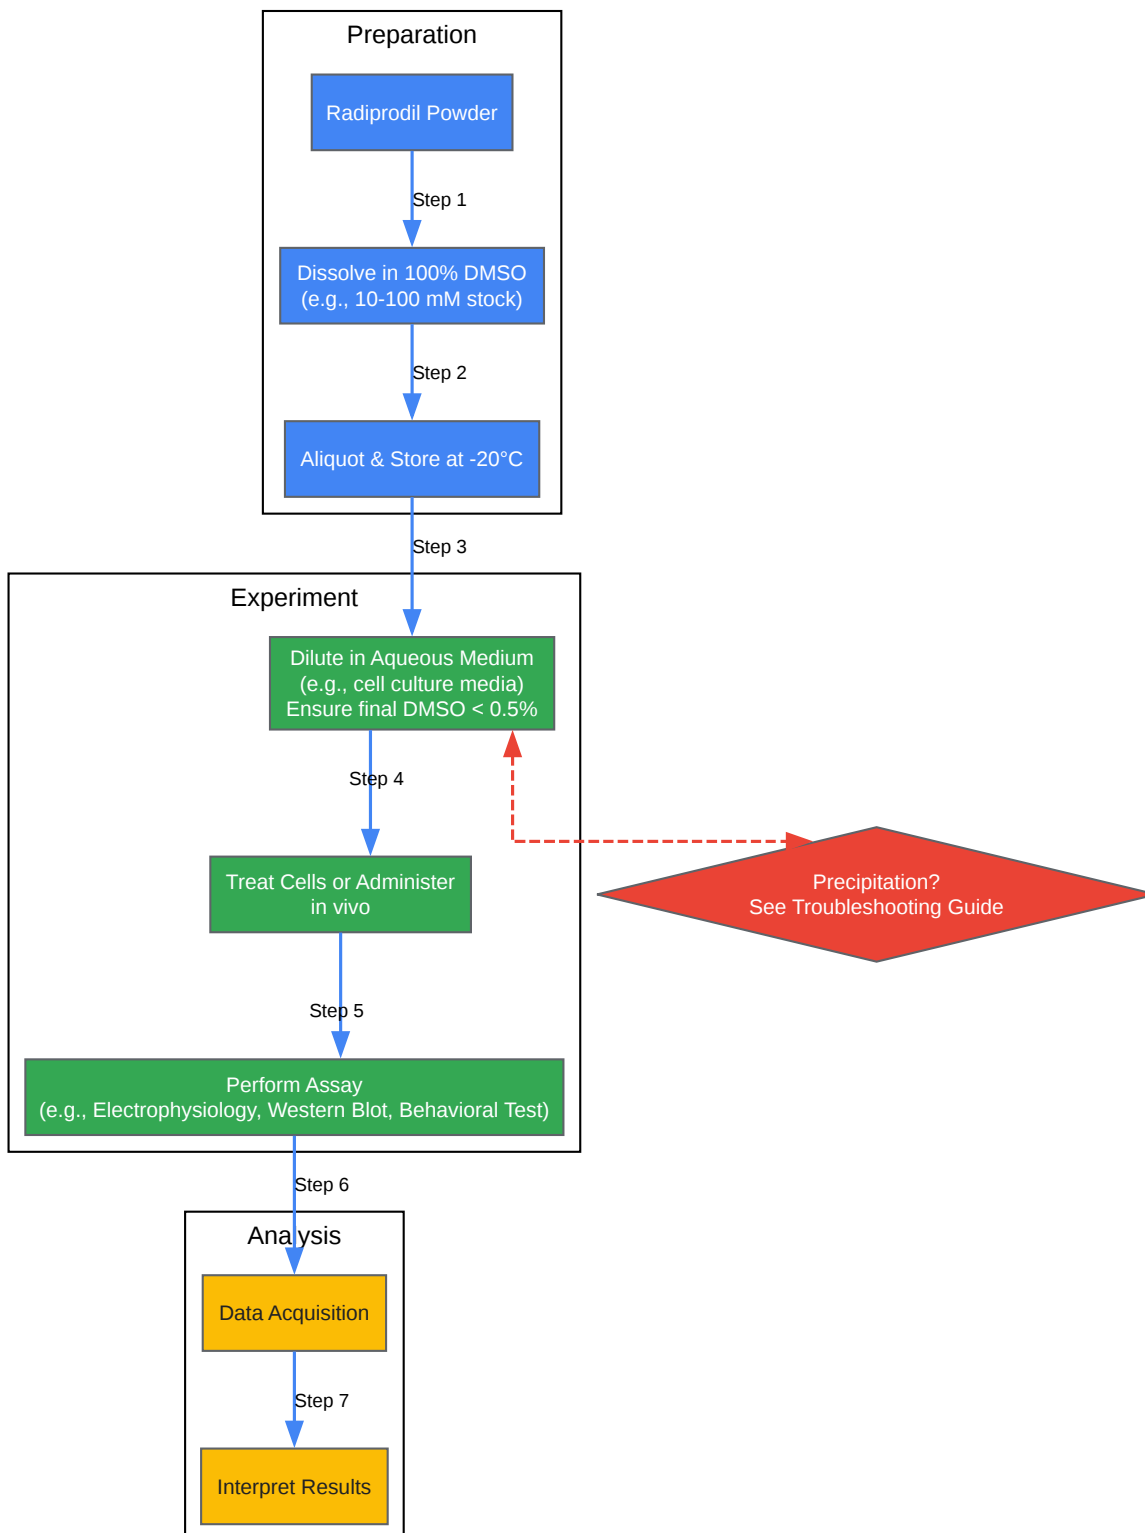 Preparation
Radiprodil Powder
Step 1
Dissolve in 100% DMSO
(e.g., 10-100 mM stock)
Step 2
Aliquot & Store at -20°C
Step 3
Experiment
Dilute in Aqueous Medium
(e.g., cell culture media)
Ensure final DMSO < 0.5%
Step 4
Treat Cells or Administer
in vivo
Precipitation?
See Troubleshooting Guide
Step 5
Perform Assay
(e.g., Electrophysiology, Western Blot, Behavioral Test)
Step 6
Analysis
Data Acquisition
Step 7
Interpret Results